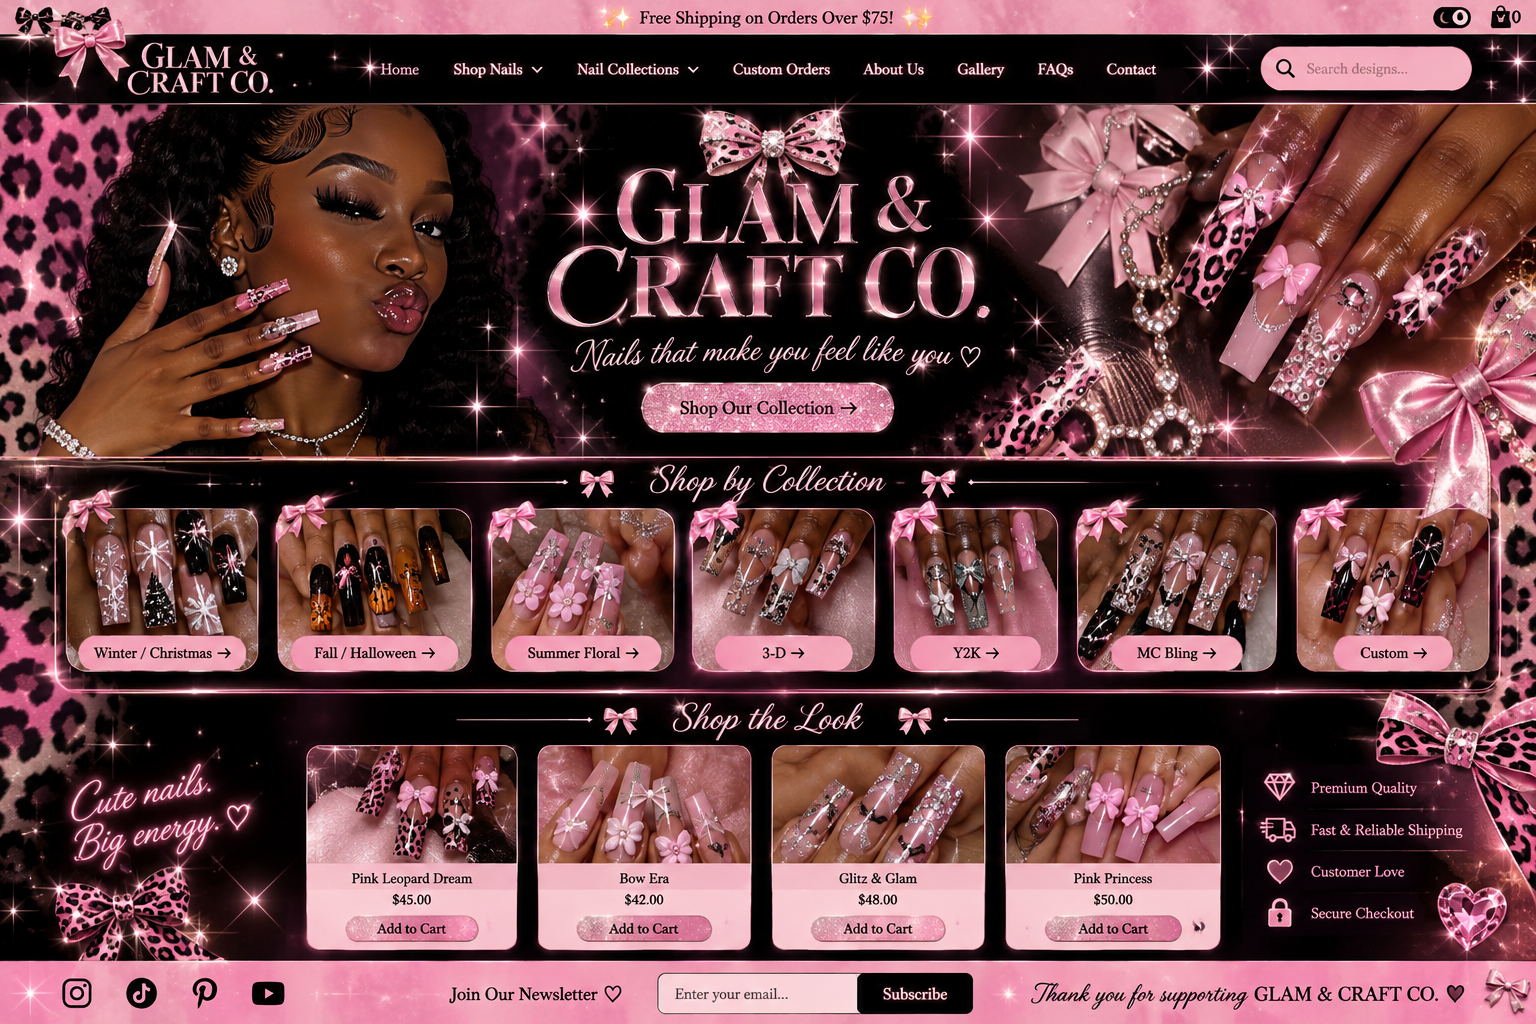 Free Shipping on Orders Over $75!
0
GLAM &
CRAFT CO.
Home
Shop Nails
Nail Collections
Custom Orders
About Us
Gallery
FAQs
Contact
Search designs...
GLAM &
CRAFT CO.
Nails that make you feel like you ♡
Shop Our Collection →
Shop by Collection
Winter / Christmas →
Fall / Halloween →
Summer Floral →
3-D →
Y2K →
MC Bling →
Custom →
Shop the Look
Cute nails.
Big energy. ♡
Pink Leopard Dream
$45.00
Add to Cart
Bow Era
$42.00
Add to Cart
Glitz & Glam
$48.00
Add to Cart
Pink Princess
$50.00
Add to Cart
Premium Quality
Fast & Reliable Shipping
Customer Love
Secure Checkout
Join Our Newsletter ♡
Enter your email...
Subscribe
Thank you for supporting GLAM & CRAFT CO. ♥